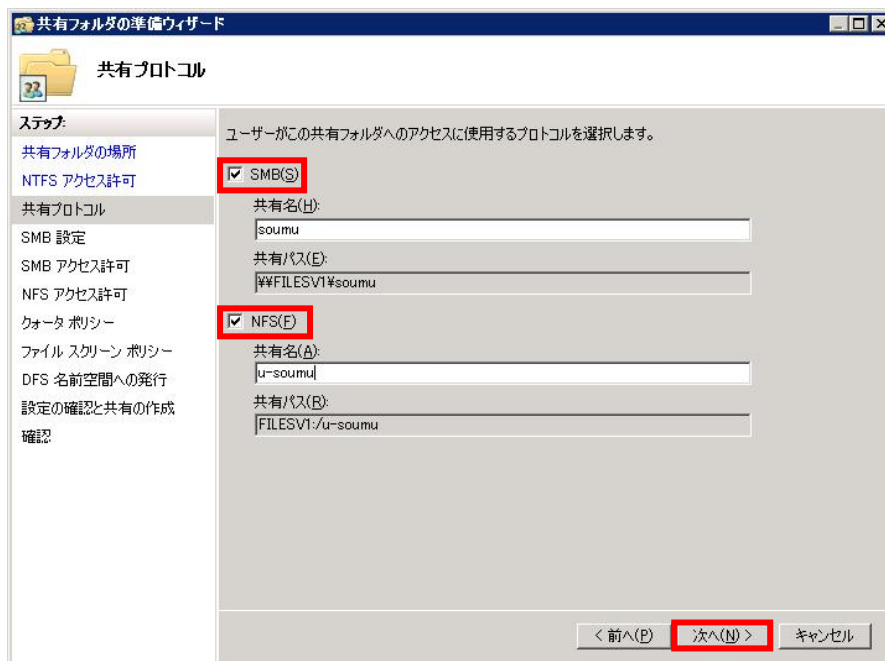 共有フォルダの準備ウィザード
共有プロトコル
ステップ:
共有フォルダの場所
NTFS アクセス許可
共有プロトコル
SMB 設定
SMB アクセス許可
NFS アクセス許可
クォータ ポリシー
ファイル スクリーン ポリシー
DFS 名前空間への発行
設定の確認と共有の作成
確認
ユーザーがこの共有フォルダへのアクセスに使用するプロトコルを選択します。
SMB(S)
共有名(H):
soumu
共有パス(E):
¥¥FILESV1¥soumu
NFS(F)
共有名(A):
u-soumu
共有パス(R):
FILESV1:/u-soumu
< 前へ(P)
次へ(N) >
キャンセル